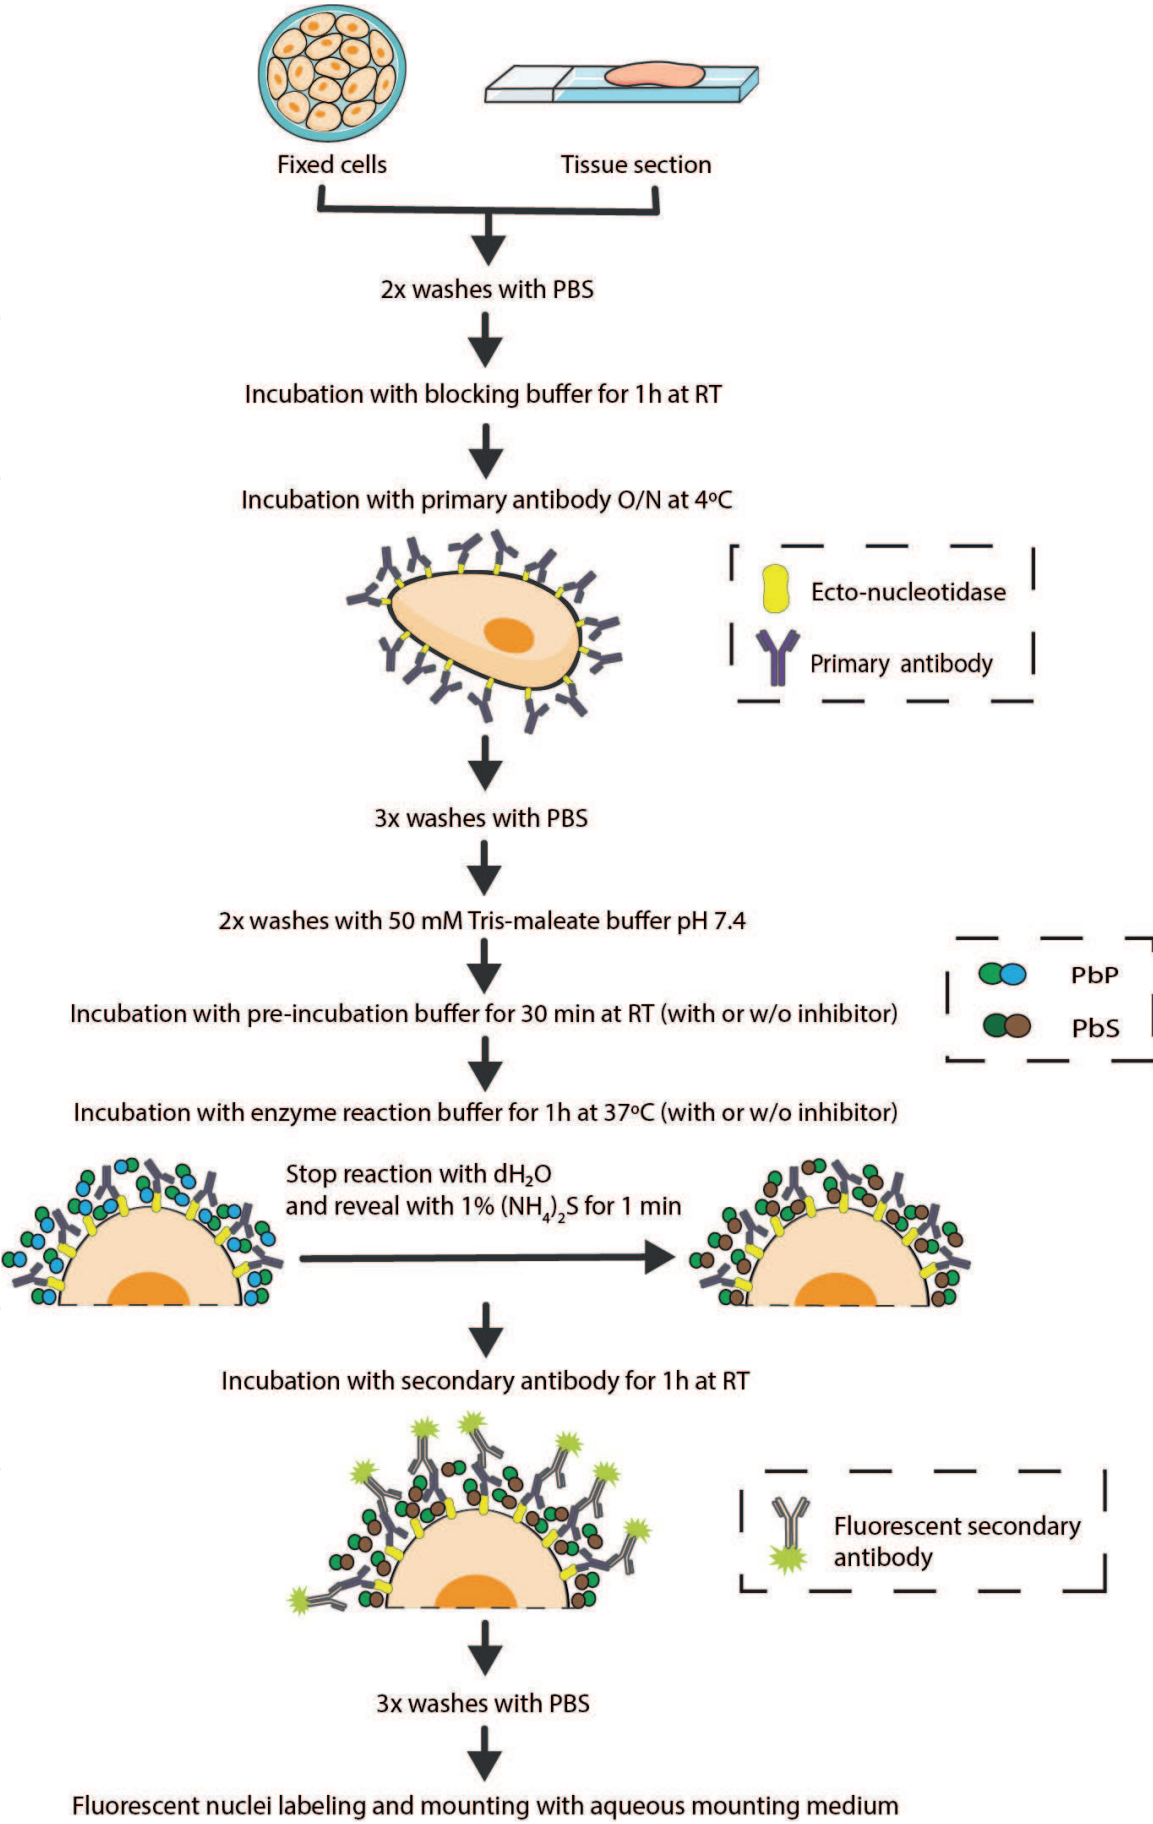 Fixed cells
Tissue section
2x washes with PBS
Incubation with blocking buffer for 1h at RT
Incubation with primary antibody O/N at 4ºC
Ecto-nucleotidase
Primary antibody
3x washes with PBS
2x washes with 50 mM Tris-maleate buffer pH 7.4
PbP
Incubation with pre-incubation buffer for 30 min at RT (with or w/o inhibitor)
PbS
Incubation with enzyme reaction buffer for 1h at 37ºC (with or w/o inhibitor)
Stop reaction with dH₂O
and reveal with 1% (NH₄)₂S for 1 min
Incubation with secondary antibody for 1h at RT
Fluorescent secondary
antibody
3x washes with PBS
Fluorescent nuclei labeling and mounting with aqueous mounting medium